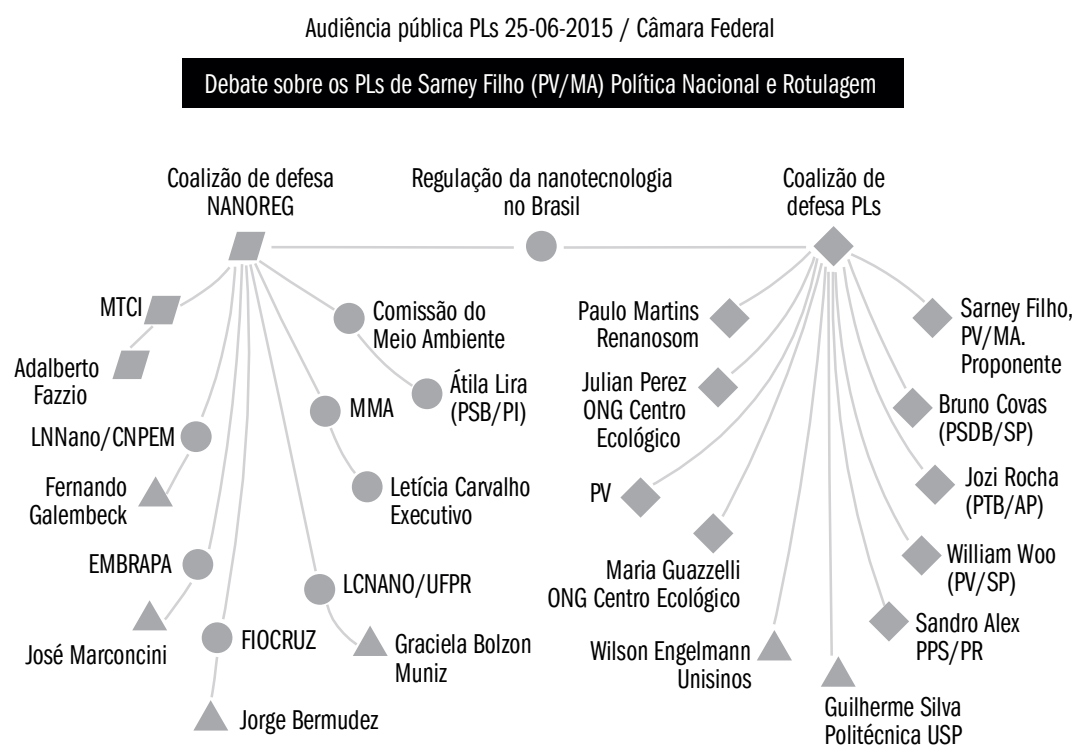 Audiência pública PLs 25-06-2015 / Câmara Federal
Debate sobre os PLs de Sarney Filho (PV/MA) Política Nacional e Rotulagem
Coalizão de defesa
NANOREG
Regulação da nanotecnologia
no Brasil
Coalizão de
defesa PLs
MTCI
Adalberto
Fazzio
LNNano/CNPEM
Fernando
Galembeck
EMBRAPA
José Marconcini
FIOCRUZ
Jorge Bermudez
Comissão do
Meio Ambiente
Átila Lira
(PSB/PI)
MMA
Letícia Carvalho
Executivo
LCNANO/UFPR
Graciela Bolzon
Muniz
Paulo Martins
Renanosom
Julian Perez
ONG Centro
Ecológico
PV
Maria Guazzelli
ONG Centro Ecológico
Wilson Engelmann
Unisinos
Guilherme Silva
Politécnica USP
Sarney Filho,
PV/MA.
Proponente
Bruno Covas
(PSDB/SP)
Jozi Rocha
(PTB/AP)
William Woo
(PV/SP)
Sandro Alex
PPS/PR